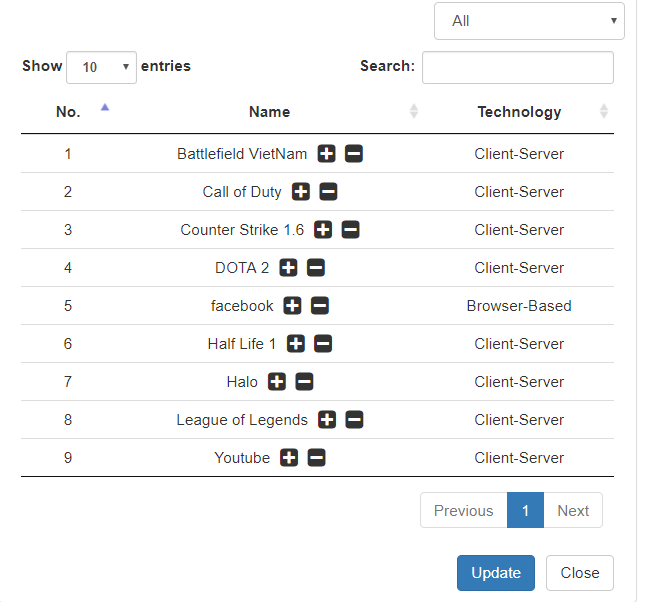 All
Show 10 entries Search:
No. Name Technology
1 Battlefield VietNam Client-Server
2 Call of Duty Client-Server
3 Counter Strike 1.6 Client-Server
4 DOTA 2 Client-Server
5 facebook Browser-Based
6 Half Life 1 Client-Server
7 Halo Client-Server
8 League of Legends Client-Server
9 Youtube Client-Server
Previous 1 Next
Update Close